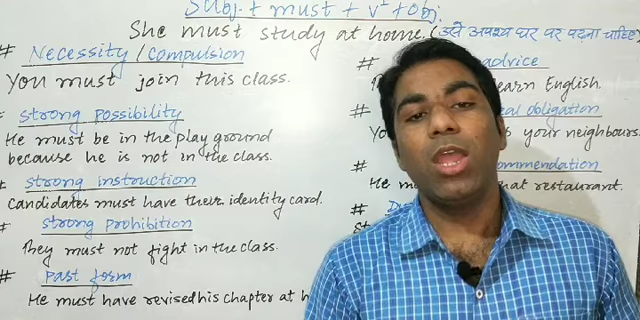 Subj + must + V¹ + obj.
She must study at home. (उसे अवश्य घर पर पढ़ना चाहिए)
# Necessity / compulsion
You must join this class.
# Strong possibility
He must be in the play ground
because he is not in the class.
# strong instruction
Candidates must have their identity card.
# strong prohibition
They must not fight in the class.
# Past form
He must have revised his chapter at h
# advice
English
# obligation
your neighbours.
# ommendation
He restaurant.
#